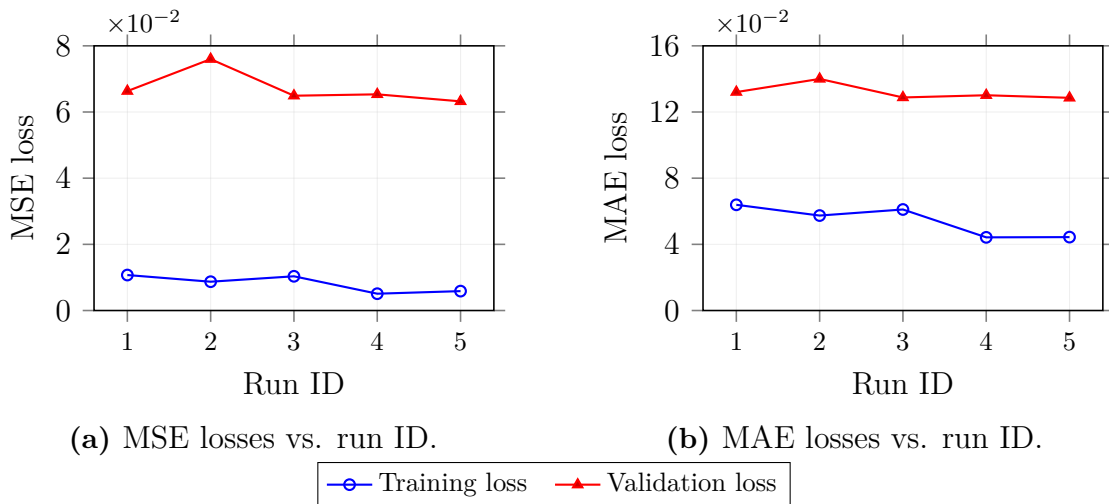 ×10−2
8
6
4
2
0
MSE loss
1 2 3 4 5
Run ID
(a) MSE losses vs. run ID.
×10−2
16
12
8
4
0
MAE loss
1 2 3 4 5
Run ID
(b) MAE losses vs. run ID.
Training loss Validation loss